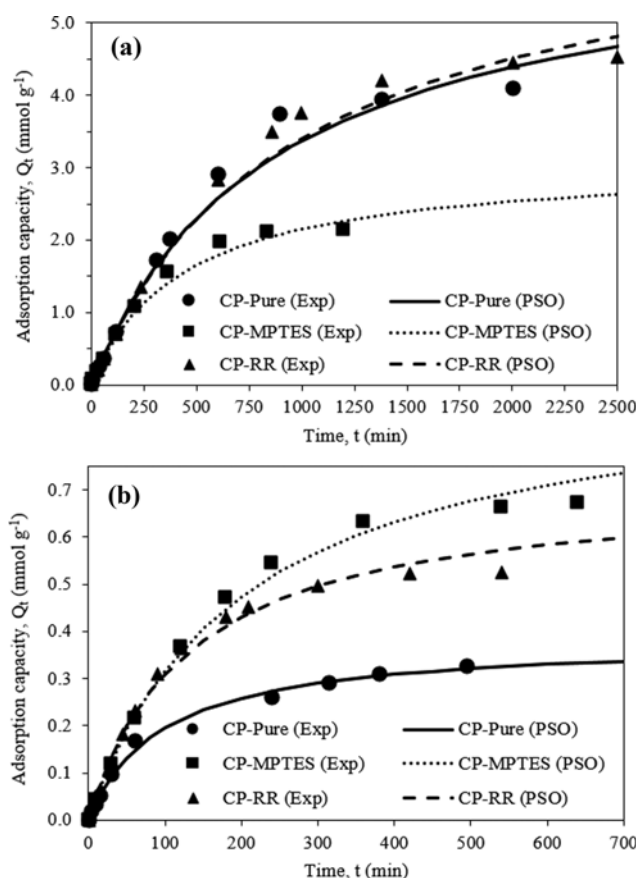 (a)
Adsorption capacity, Qt (mmol g-1)
5.0
4.0
3.0
2.0
1.0
0.0
CP-Pure (Exp) CP-Pure (PSO)
CP-MPTES (Exp) CP-MPTES (PSO)
CP-RR (Exp) CP-RR (PSO)
0 250 500 750 1000 1250 1500 1750 2000 2250 2500
Time, t (min)
(b)
Adsorption capacity, Qt (mmol g-1)
0.7
0.6
0.5
0.4
0.3
0.2
0.1
0.0
CP-Pure (Exp) CP-Pure (PSO)
CP-MPTES (Exp) CP-MPTES (PSO)
CP-RR (Exp) CP-RR (PSO)
0 100 200 300 400 500 600 700
Time, t (min)